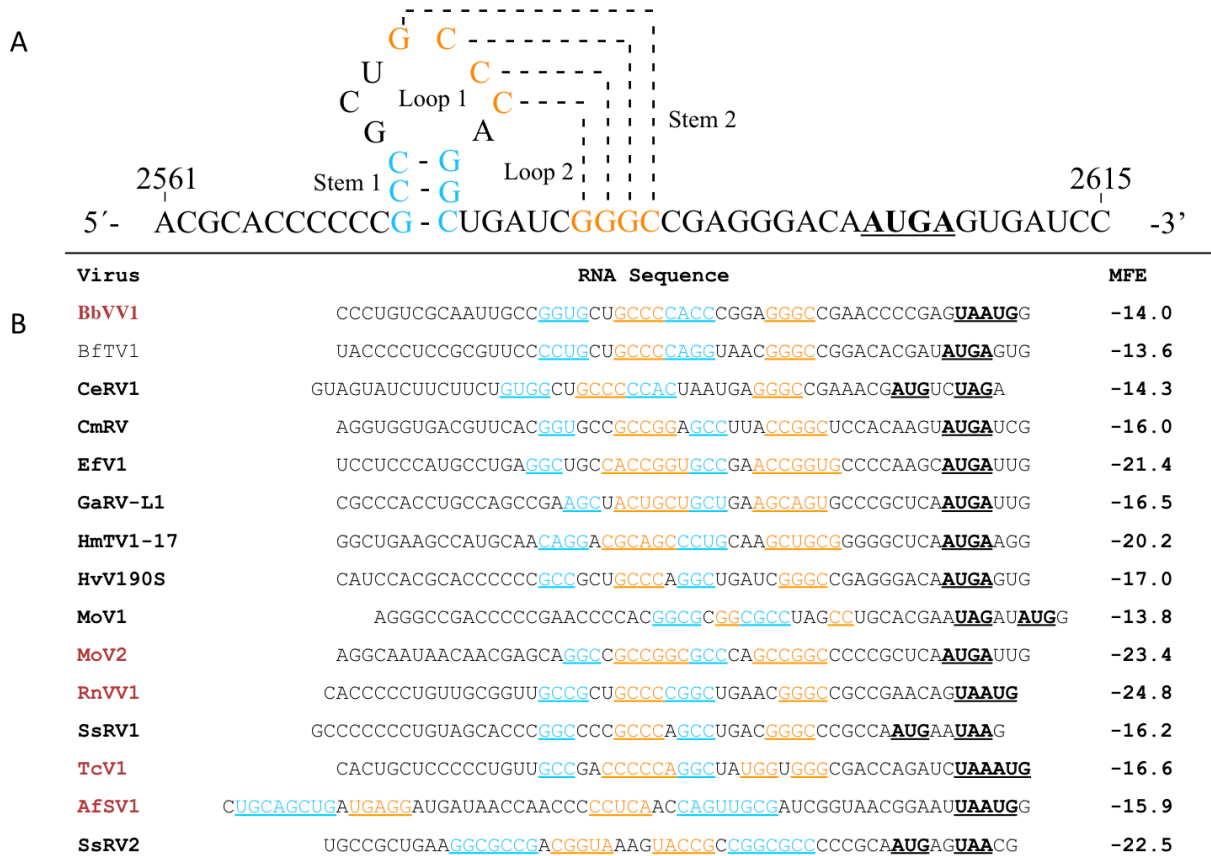 A
G C
U C
C Loop 1 C
G A Stem 2
C - G
Loop 2
Stem 1 C - G
2561 2615
5´- ACGCACCCCCCG - CUGAUCGGGCCGAGGGACAAUGAGUGAUCC -3’
Virus RNA Sequence MFE
B
BbVV1 CCCUGUCGCAAUUGCCGGUGCUGCCCCACCCGGAGGGCCGAACCCCGAGUAAUGG -14.0
BfTV1 UACCCCUCCGCGUUCCCCUGCUGCCCCAGGUAACGGGCCGGACACGAUAUGAGUG -13.6
CeRV1 GUAGUAUCUUCUUCUGUGGCUGCCCCCACUAAUGAGGGCCGAAACGAUGUCUAGA -14.3
CmRV AGGUGGUGACGUUCACGGUGCCGCCGGAGCCUUACCGGCUCCACAAGUAUGAUCG -16.0
EfV1 UCCUCCCAUGCCUGAGGCUGCCACCGGUGCCGAACCGGUGCCCCAAGCAUGAUUG -21.4
GaRV-L1 CGCCCACCUGCCAGCCGAAGCUACUGCUGCUGAAGCAGUGCCCGCUCAAUGAUUG -16.5
HmTV1-17 GGCUGAAGCCAUGCAACAGGACGCAGCCCUGCAAGCUGCGGGGGCUCAAUGAAGG -20.2
HvV190S CAUCCACGCACCCCCCGCCGCUGCCCAGGCUGAUCGGGCCGAGGGACAAUGAGUG -17.0
MoV1 AGGGCCGACCCCCGAACCCCACGGCGCGGCGCCUAGCCUGCACGAAUAGAUAUGG -13.8
MoV2 AGGCAAUAACAACGAGCAGGCCGCCGGCGCCCAGCCGGCCCCCGCUCAAUGAUUG -23.4
RnVV1 CACCCCCUGUUGCGGUUGCCGCUGCCCCGGCUGAACGGGCCGCCGAACAGUAAUG -24.8
SsRV1 GCCCCCCCUGUAGCACCCGGCCCCGCCCAGCCUGACGGGCCCGCCAAUGAAUAAG -16.2
TcV1 CACUGCUCCCCCUGUUGCCGACCCCCAGGCUAUGGUGGGCGACCAGAUCUAAAUG -16.6
AfSV1 CUGCAGCUGAUGAGGAUGAUAACCAACCCCCUCAACCAGUUGCGAUCGGUAACGGAAUUAAUGG -15.9
SsRV2 UGCCGCUGAAGGCGCCGACGGUAAAGUACCGCCGGCGCCCCCGCAAUGAGUAACG -22.5